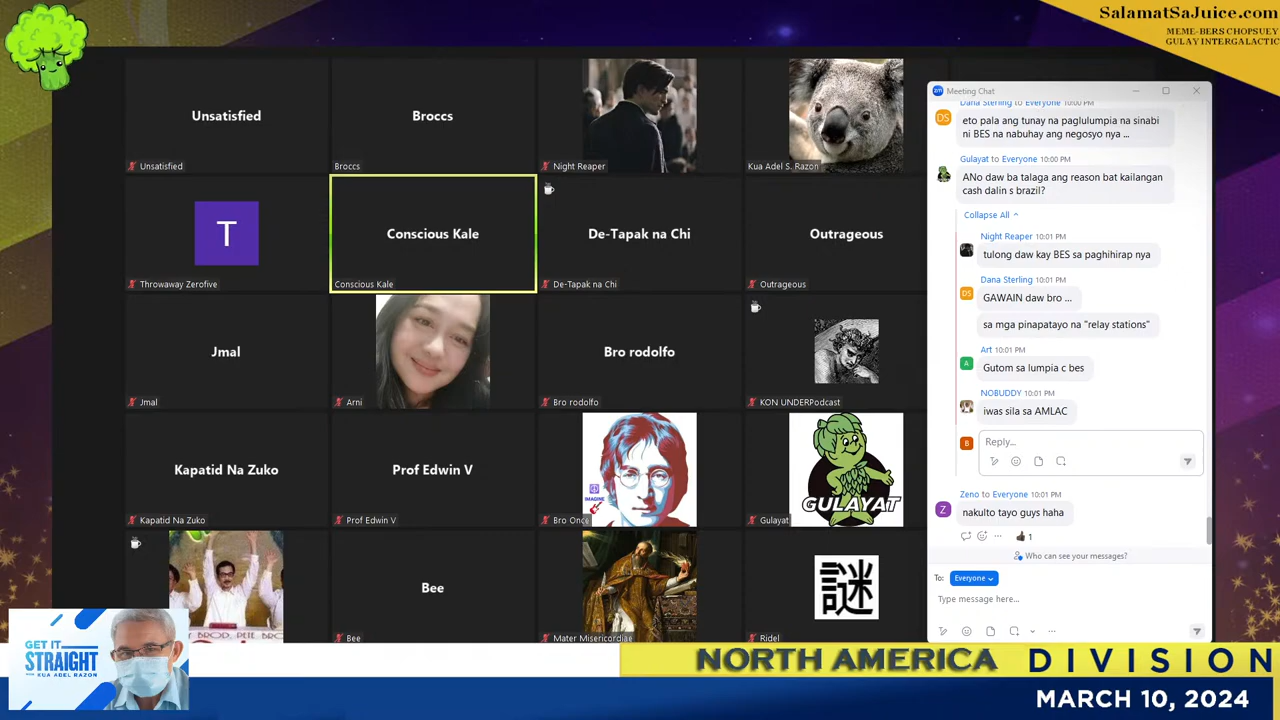 SalamatSaJuice.com
MEME-BERS CHOPSUEY
GULAY INTERGALACTIC
Unsatisfied
Unsatisfied
Broccs
Broccs
Night Reaper
Kua Adel S. Razon
T
Throwaway Zerofive
Conscious Kale
Conscious Kale
De-Tapak na Chi
De-Tapak na Chi
Outrageous
Outrageous
Jmal
Jmal
Arni
Bro rodolfo
Bro rodolfo
KON UNDERPodcast
Kapatid Na Zuko
Kapatid Na Zuko
Prof Edwin V
Prof Edwin V
IMAGINE
Bro Once
GULAYAT
Gulayat
BROD, PETE BRO
Bee
Bee
Mater Misericordiae
謎
Ridel
zm Meeting Chat
Dana Sterling to Everyone 10:00 PM
DS
eto pala ang tunay na paglulumpia na sinabi
ni BES na nabuhay ang negosyo nya ...
Gulayat to Everyone 10:00 PM
ANo daw ba talaga ang reason bat kailangan
cash dalin s brazil?
Collapse All
Night Reaper 10:01 PM
tulong daw kay BES sa paghihirap nya
Dana Sterling 10:01 PM
DS
GAWAIN daw bro ...
sa mga pinapatayo na "relay stations"
Art 10:01 PM
A
Gutom sa lumpia c bes
NOBUDDY 10:01 PM
iwas sila sa AMLAC
B
Reply...
Zeno to Everyone 10:01 PM
Z
nakulto tayo guys haha
1
Who can see your messages?
To: Everyone
Type message here...
GET IT
STRAIGHT
WITH KUA ADEL RAZON
NORTH AMERICA DIVISION
MARCH 10, 2024